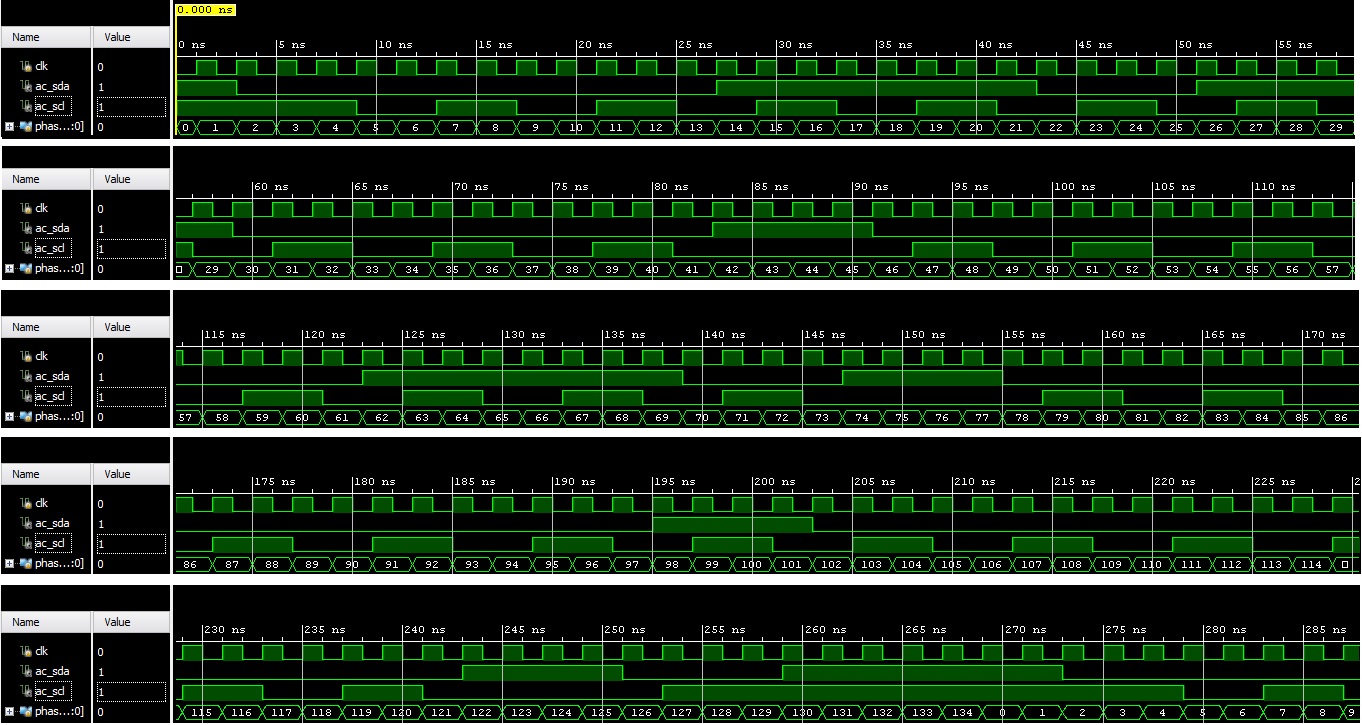 0.000 ns
Name Value 0 ns 5 ns 10 ns 15 ns 20 ns 25 ns 30 ns 35 ns 40 ns 45 ns 50 ns 55 ns
clk 0
ac_sda 1
ac_scl 1
phas...:0] 0 0 1 2 3 4 5 6 7 8 9 10 11 12 13 14 15 16 17 18 19 20 21 22 23 24 25 26 27 28 29
Name Value 60 ns 65 ns 70 ns 75 ns 80 ns 85 ns 90 ns 95 ns 100 ns 105 ns 110 ns
clk 0
ac_sda 1
ac_scl 1
phas...:0] 0 29 30 31 32 33 34 35 36 37 38 39 40 41 42 43 44 45 46 47 48 49 50 51 52 53 54 55 56 57
Name Value 115 ns 120 ns 125 ns 130 ns 135 ns 140 ns 145 ns 150 ns 155 ns 160 ns 165 ns 170 ns
clk 0
ac_sda 1
ac_scl 1
phas...:0] 0 57 58 59 60 61 62 63 64 65 66 67 68 69 70 71 72 73 74 75 76 77 78 79 80 81 82 83 84 85 86
Name Value 175 ns 180 ns 185 ns 190 ns 195 ns 200 ns 205 ns 210 ns 215 ns 220 ns 225 ns 2
clk 0
ac_sda 1
ac_scl 1
phas...:0] 0 86 87 88 89 90 91 92 93 94 95 96 97 98 99 100 101 102 103 104 105 106 107 108 109 110 111 112 113 114
Name Value 230 ns 235 ns 240 ns 245 ns 250 ns 255 ns 260 ns 265 ns 270 ns 275 ns 280 ns 285 ns
clk 0
ac_sda 1
ac_scl 1
phas...:0] 0 115 116 117 118 119 120 121 122 123 124 125 126 127 128 129 130 131 132 133 134 0 1 2 3 4 5 6 7 8 9